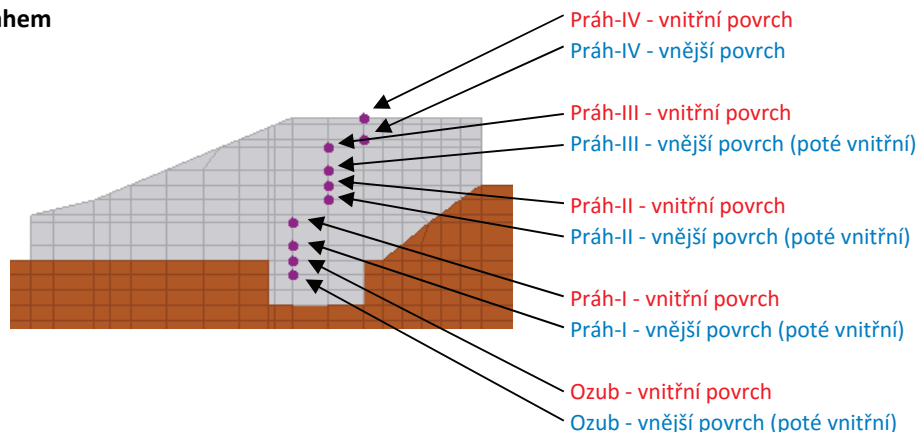 Práh-IV - vnitřní povrch
Práh-IV - vnější povrch
Práh-III - vnitřní povrch
Práh-III - vnější povrch (poté vnitřní)
Práh-II - vnitřní povrch
Práh-II - vnější povrch (poté vnitřní)
Práh-I - vnitřní povrch
Práh-I - vnější povrch (poté vnitřní)
Ozub - vnitřní povrch
Ozub - vnější povrch (poté vnitřní)